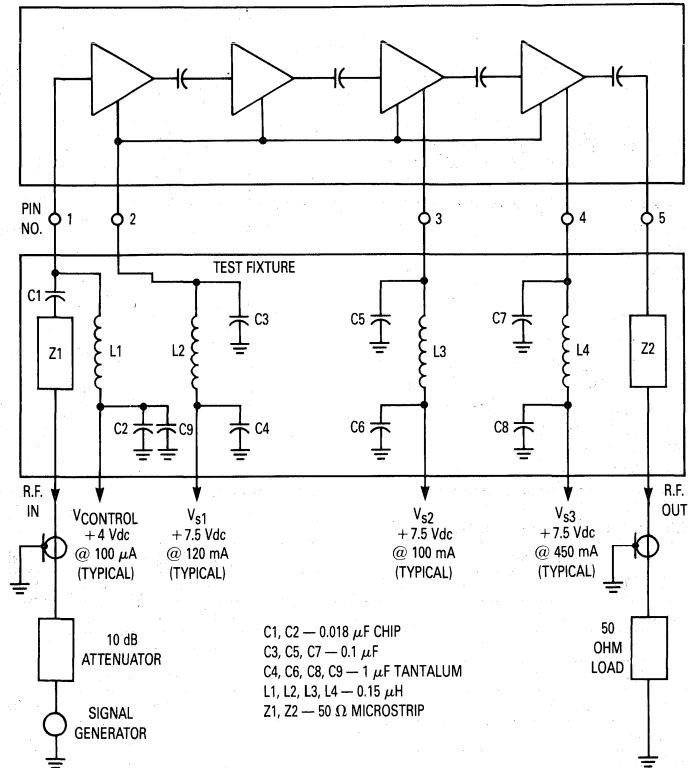 PIN
NO.
1
2
3
4
5
TEST FIXTURE
C1
Z1
L1
C2
C9
L2
C3
C4
C5
L3
C6
C7
L4
C8
Z2
R.F.
IN
VCONTROL
+ 4 Vdc
@ 100 μA
(TYPICAL)
Vs1
+ 7.5 Vdc
@ 120 mA
(TYPICAL)
Vs2
+ 7.5 Vdc
@ 100 mA
(TYPICAL)
Vs3
+ 7.5 Vdc
@ 450 mA
(TYPICAL)
R.F.
OUT
10 dB
ATTENUATOR
SIGNAL
GENERATOR
C1, C2 — 0.018 μF CHIP
C3, C5, C7 — 0.1 μF
C4, C6, C8, C9 — 1 μF TANTALUM
L1, L2, L3, L4 — 0.15 μH
Z1, Z2 — 50 Ω MICROSTRIP
50
OHM
LOAD